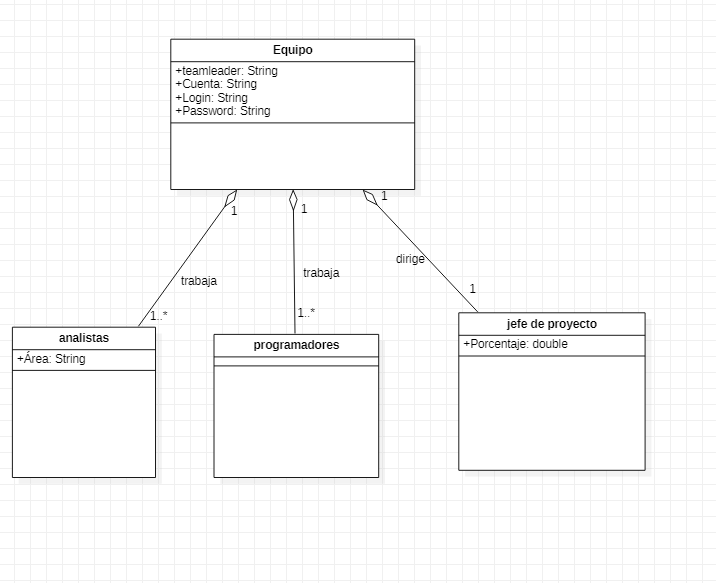 Equipo
+teamleader: String
+Cuenta: String
+Login: String
+Password: String
1
1
1
trabaja
trabaja
dirige
1..*
1..*
1
analistas
+Área: String
programadores
jefe de proyecto
+Porcentaje: double